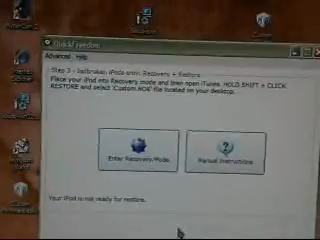 QuickFreedom
Advanced Help
Step 3 - Jailbroken iPods only: Recovery + Restore
Place your iPod into Recovery mode and then open iTunes. HOLD SHIFT + CLICK
RESTORE and select 'Custom.HOK' file located on your desktop.
Enter Recovery Mode
Manual Instructions
Your iPod is not ready for restore.